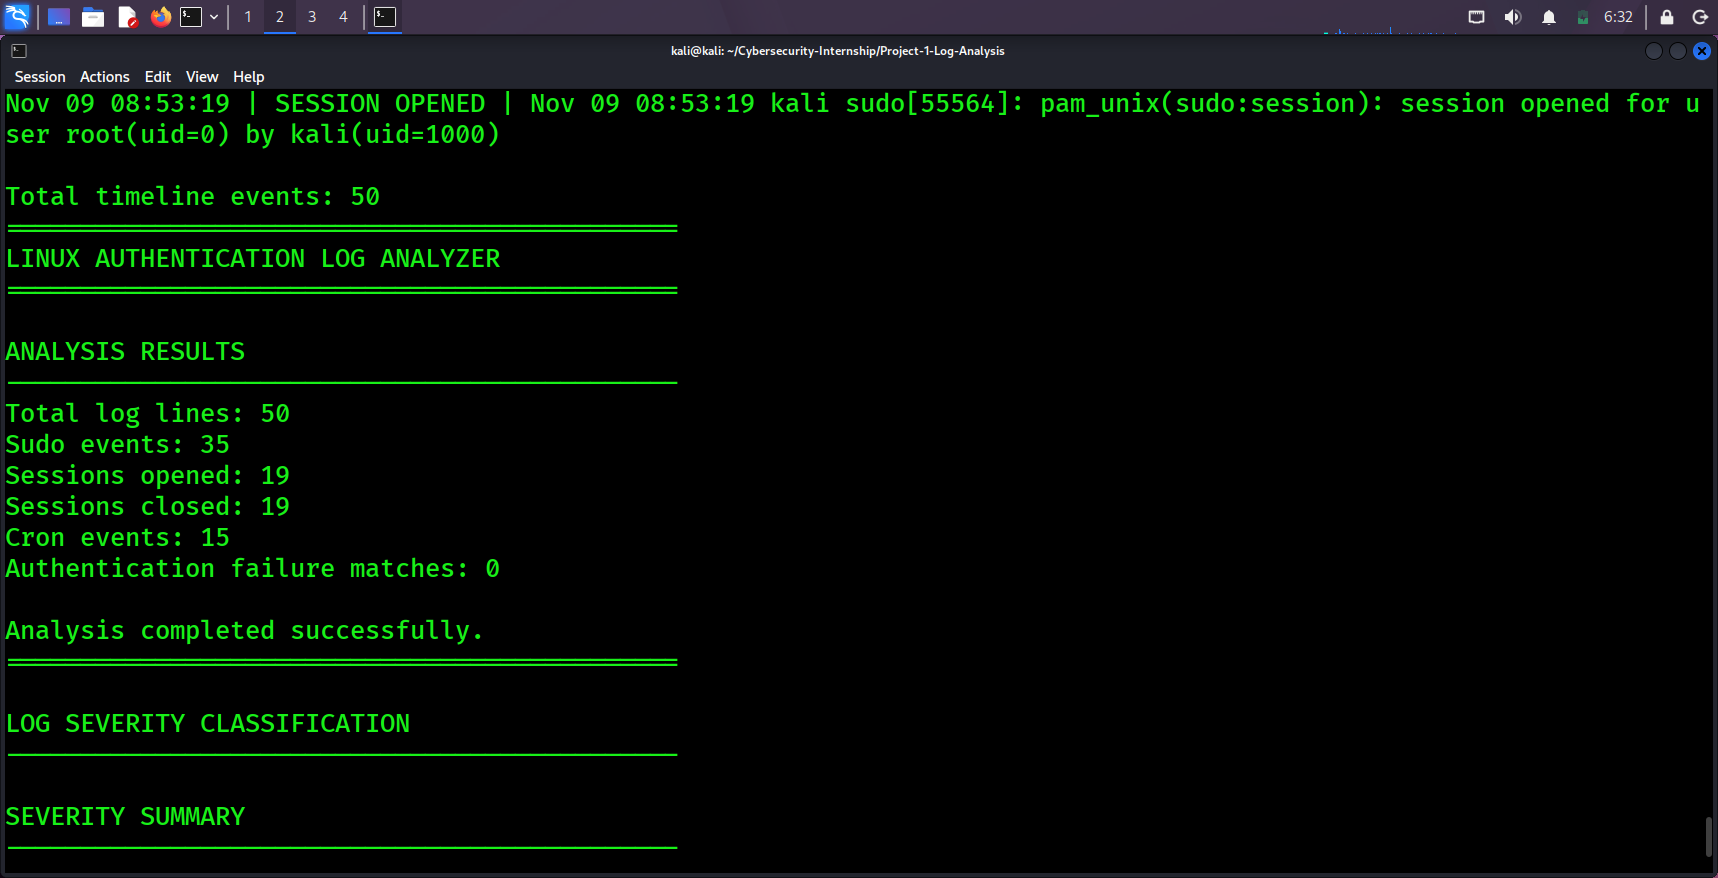 1 2 3 4 6:32
kali@kali: ~/Cybersecurity-Internship/Project-1-Log-Analysis
Session Actions Edit View Help
Nov 09 08:53:19 | SESSION OPENED | Nov 09 08:53:19 kali sudo[55564]: pam_unix(sudo:session): session opened for u
ser root(uid=0) by kali(uid=1000)
Total timeline events: 50
LINUX AUTHENTICATION LOG ANALYZER
ANALYSIS RESULTS
Total log lines: 50
Sudo events: 35
Sessions opened: 19
Sessions closed: 19
Cron events: 15
Authentication failure matches: 0
Analysis completed successfully.
LOG SEVERITY CLASSIFICATION
SEVERITY SUMMARY